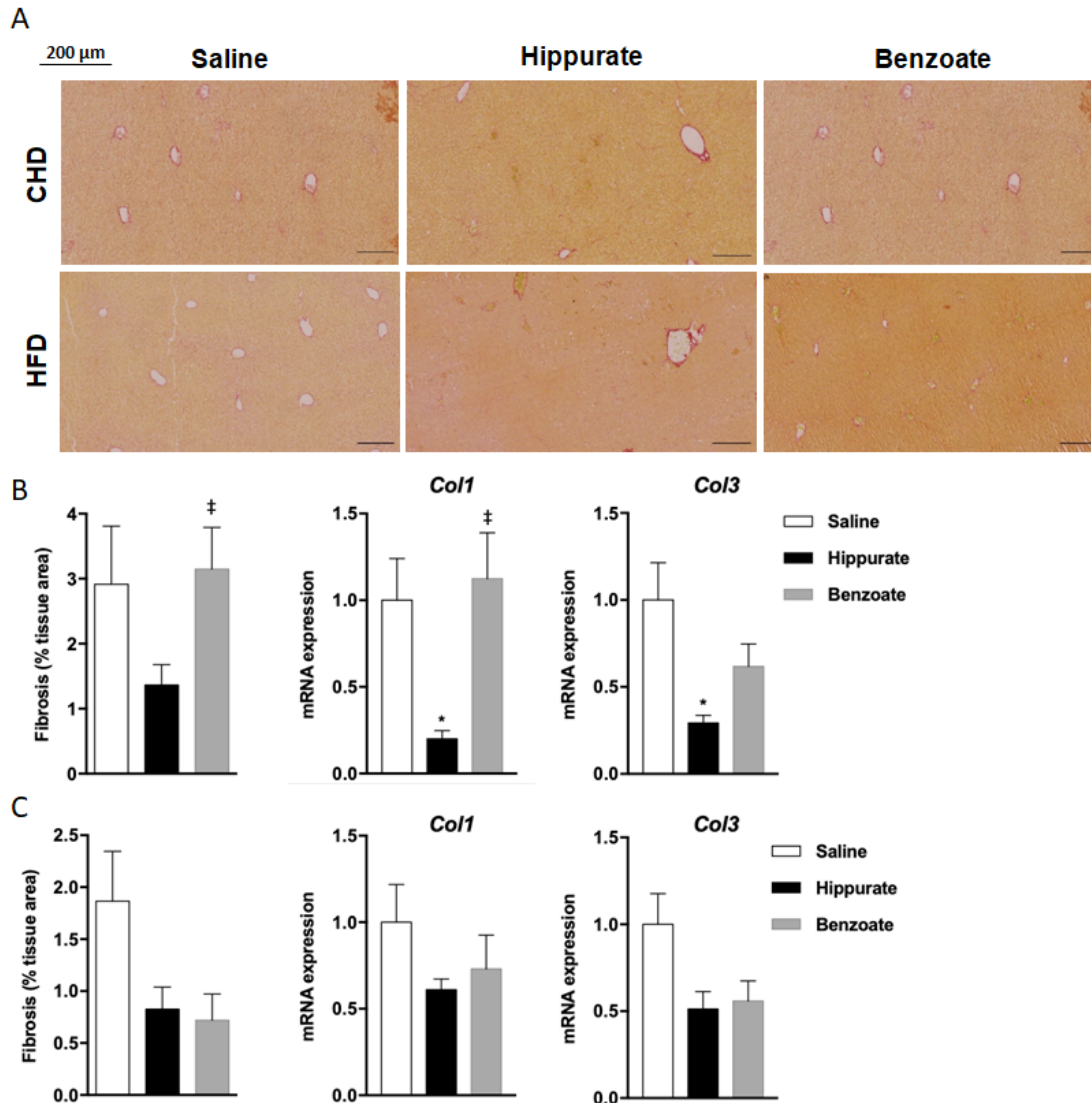 A
200 µm
Saline
Hippurate
Benzoate
CHD
HFD
B
Fibrosis (% tissue area)
4
3
2
1
0
‡
Col1
mRNA expression
1.5
1.0
0.5
0.0
*
‡
Col3
mRNA expression
1.5
1.0
0.5
0.0
*
Saline
Hippurate
Benzoate
C
Fibrosis (% tissue area)
2.5
2.0
1.5
1.0
0.5
0.0
Col1
mRNA expression
1.5
1.0
0.5
0.0
Col3
mRNA expression
1.5
1.0
0.5
0.0
Saline
Hippurate
Benzoate